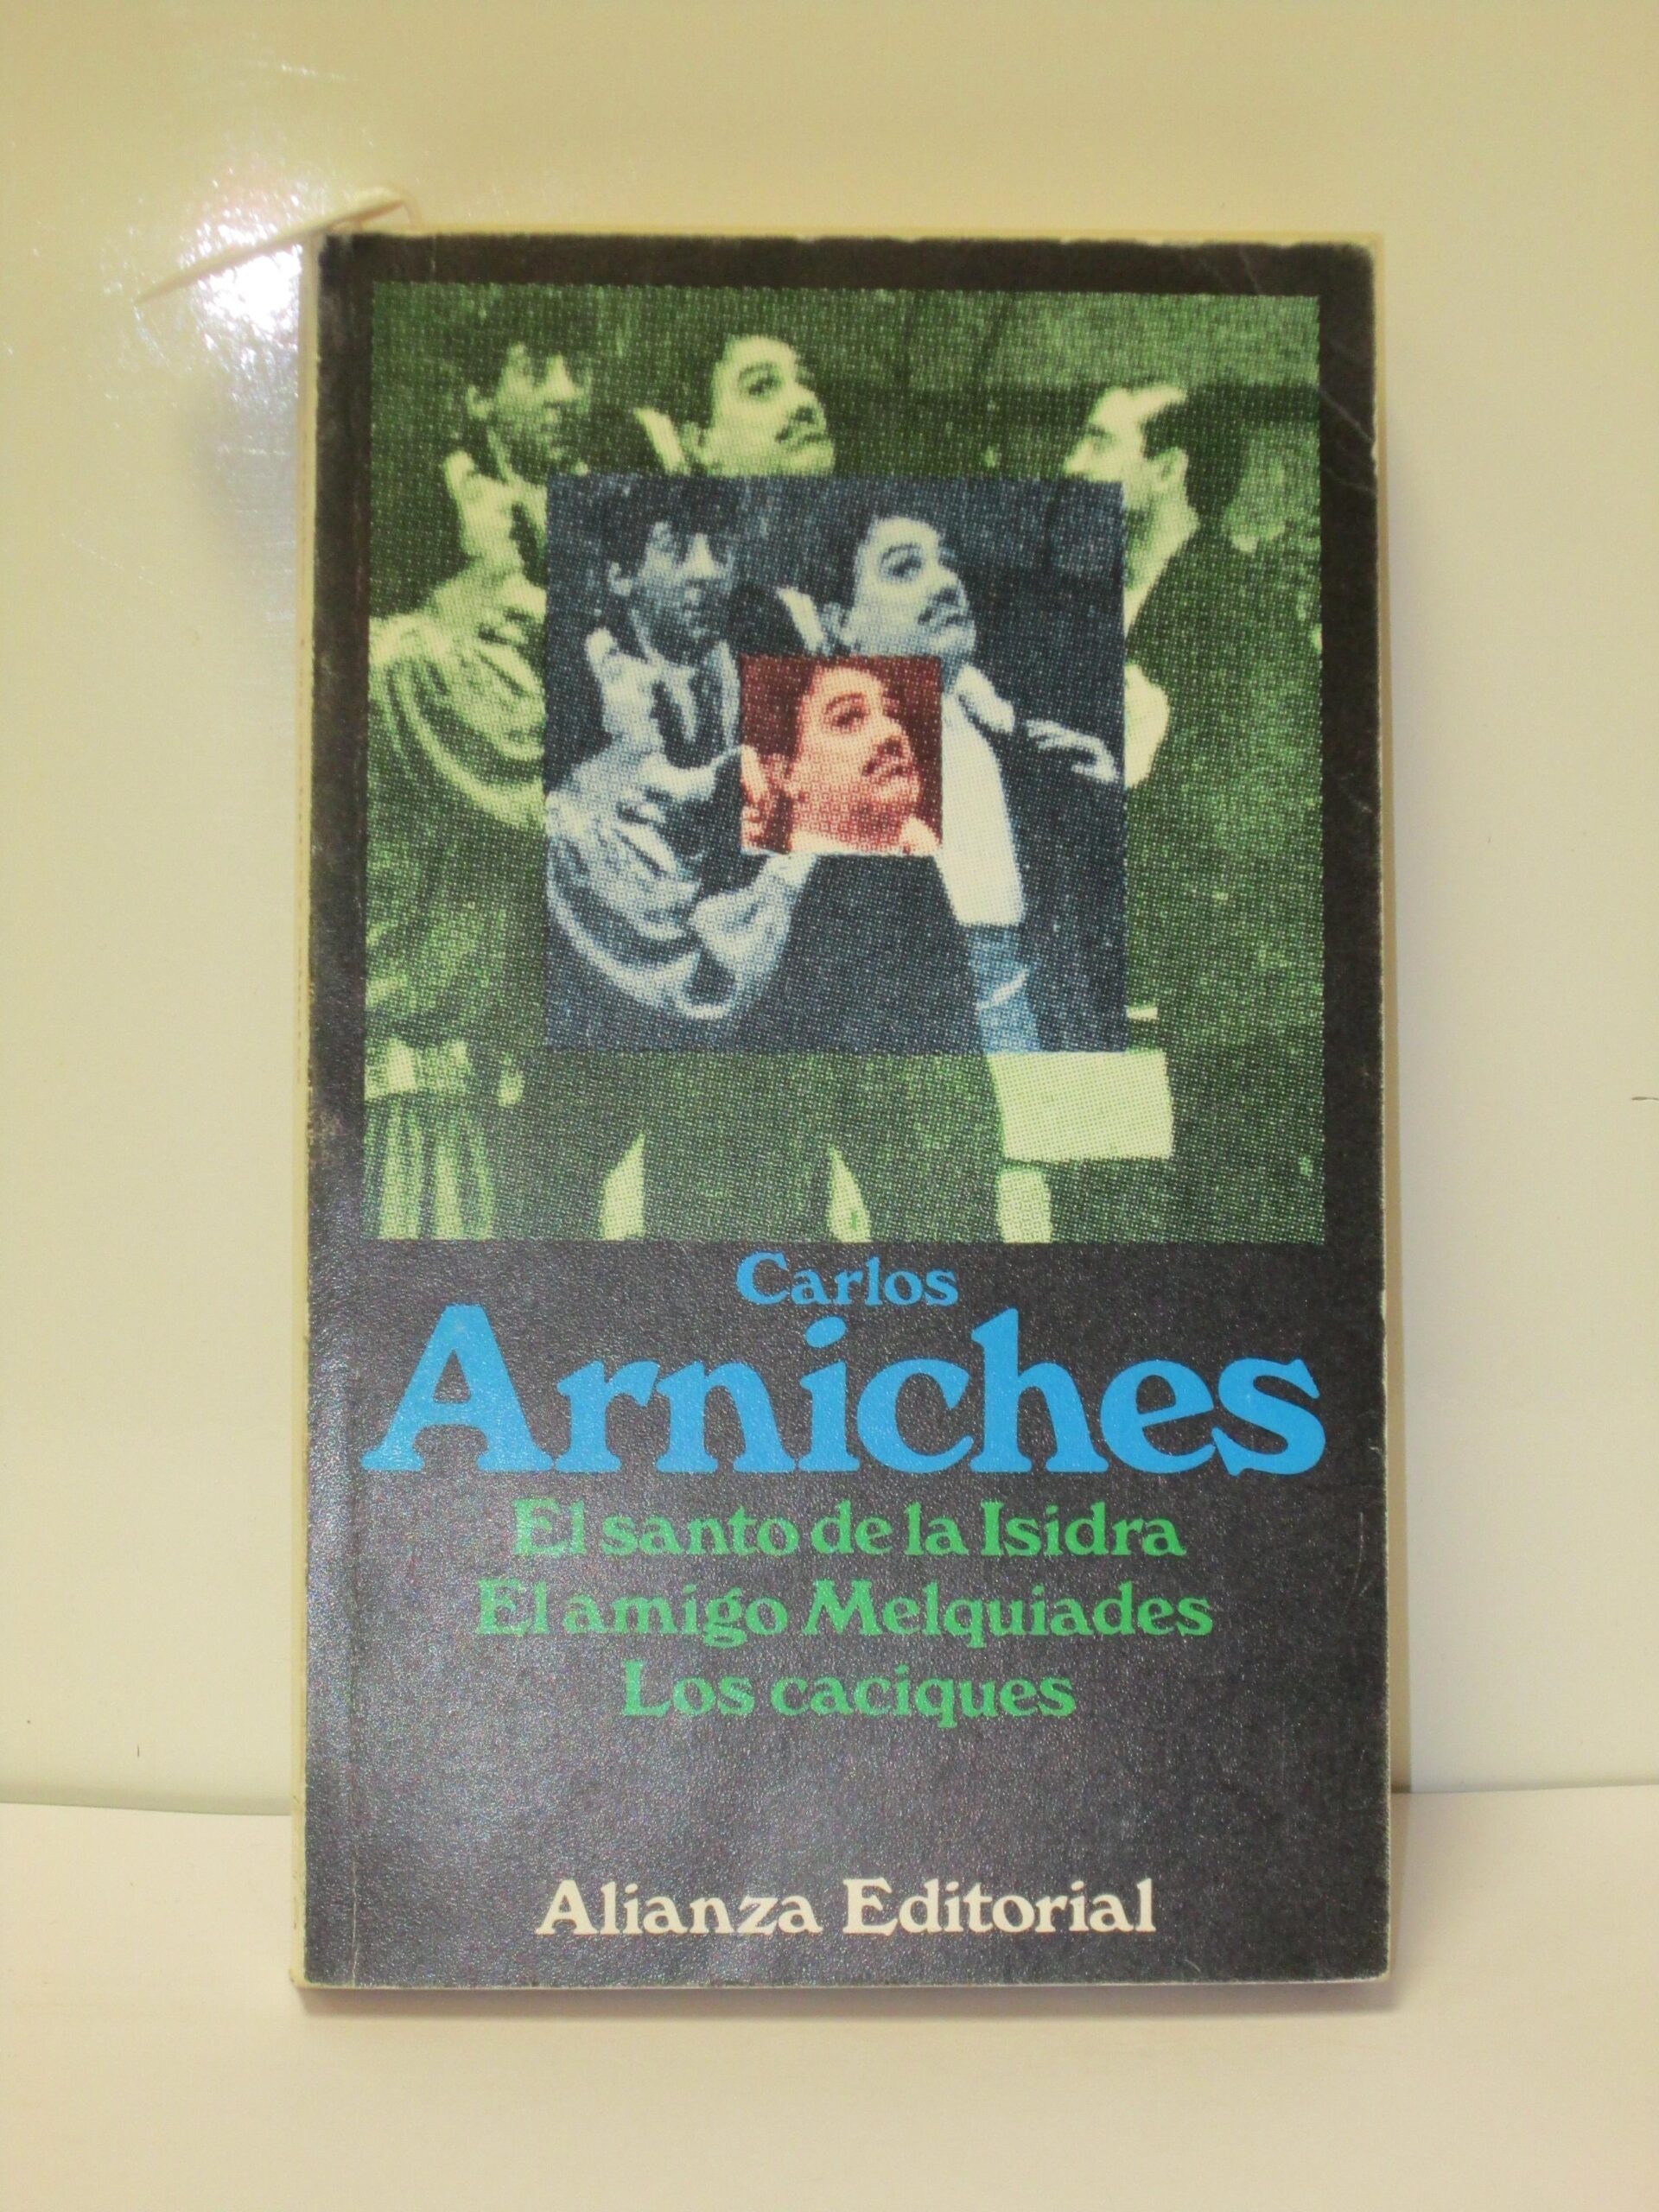 Carlos
Arniches
El santo de la Isidra
El amigo Melquiades
Los caciques
Alianza Editorial